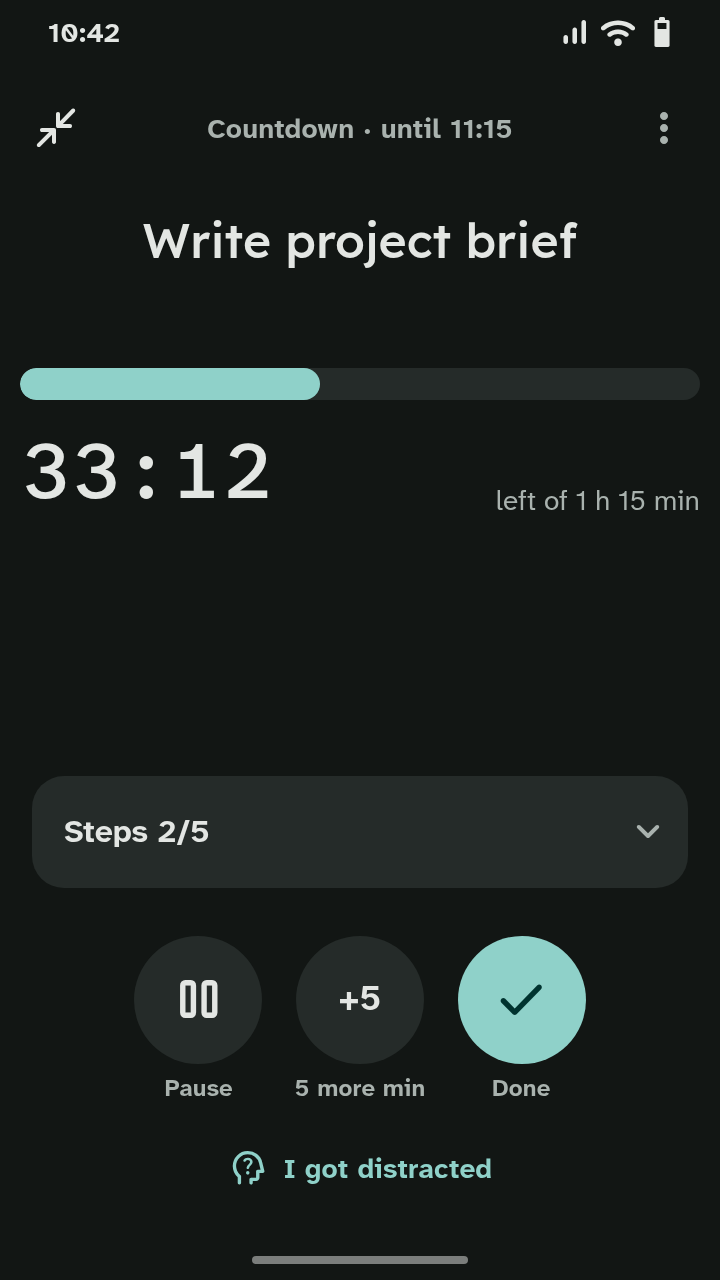 10:42
Countdown · until 11:15
Write project brief
33:12
left of 1 h 15 min
Steps 2/5
+5
Pause
5 more min
Done
I got distracted